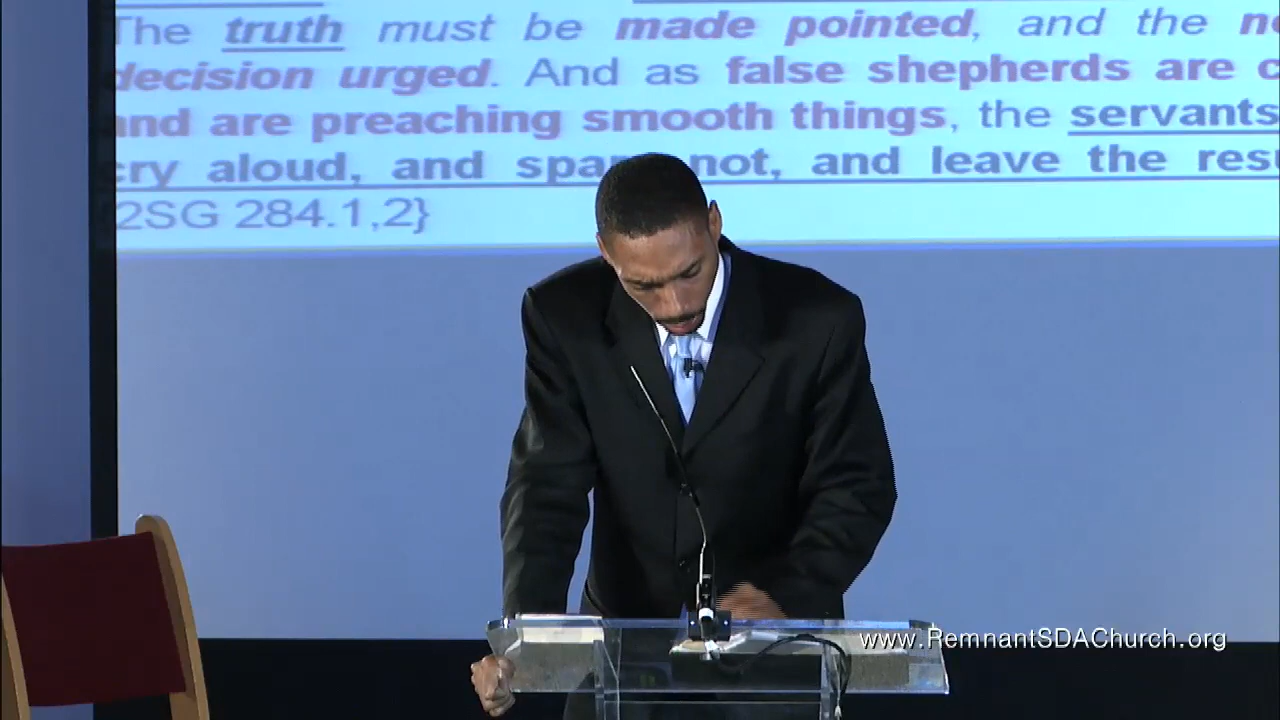 The truth must be made pointed, and the
decision urged. And as false shepherds are
and are preaching smooth things, the servants
cry aloud, and spare not, and leave the
2SG 284.1,2}
www.RemnantSDAChurch.org